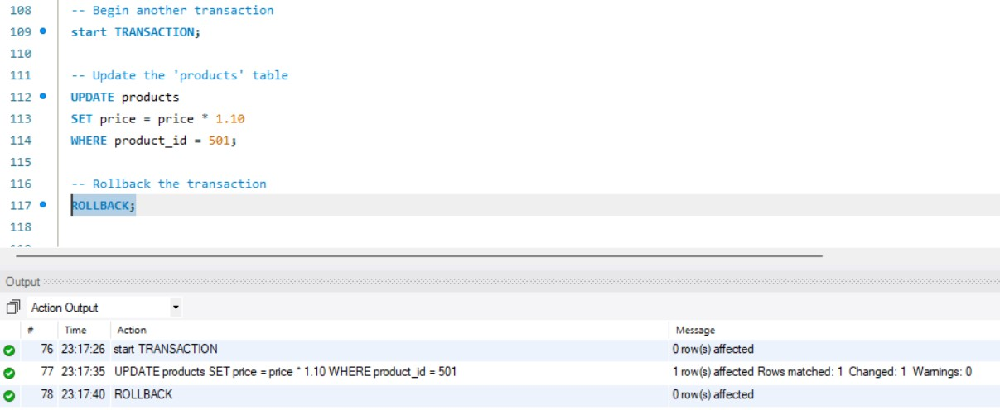 108 -- Begin another transaction
109 start TRANSACTION;
110
111 -- Update the 'products' table
112 UPDATE products
113 SET price = price * 1.10
114 WHERE product_id = 501;
115
116 -- Rollback the transaction
117 ROLLBACK;
118
Output
Action Output
# Time Action Message
76 23:17:26 start TRANSACTION 0 row(s) affected
77 23:17:35 UPDATE products SET price = price * 1.10 WHERE product_id = 501 1 row(s) affected Rows matched: 1 Changed: 1 Warnings: 0
78 23:17:40 ROLLBACK 0 row(s) affected